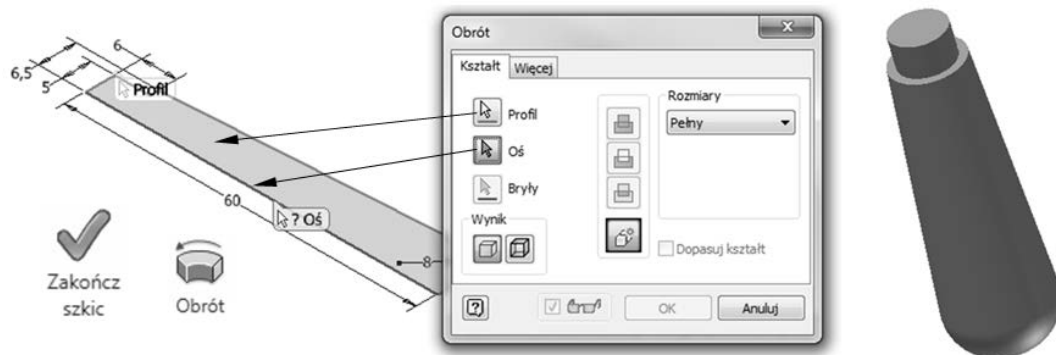 6
6,5
5
Profil
60
? Oś
8
Zakończ
szkic
Obrót
Obrót
Kształt
Więcej
Profil
Oś
Bryły
Wynik
Rozmiary
Pełny
Dopasuj kształt
OK
Anuluj